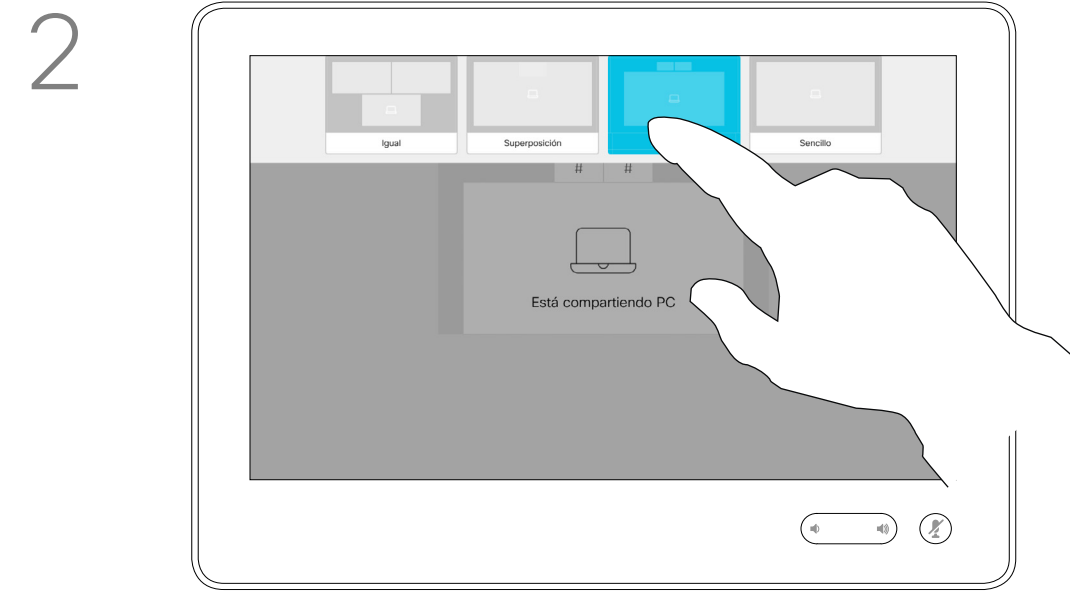 2
Igual
Superposición
Sencillo
# #
Está compartiendo PC